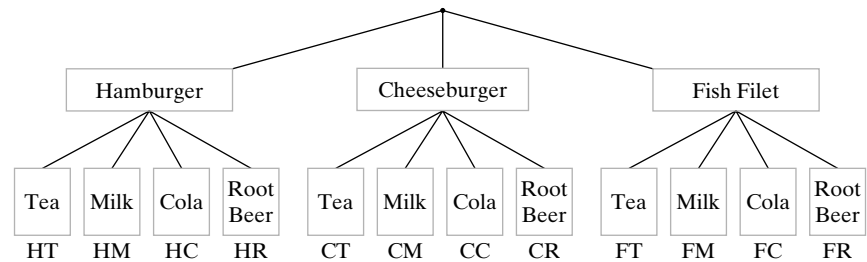 Hamburger Cheeseburger Fish Filet
Tea Milk Cola Root Beer Tea Milk Cola Root Beer Tea Milk Cola Root Beer
HT HM HC HR CT CM CC CR FT FM FC FR